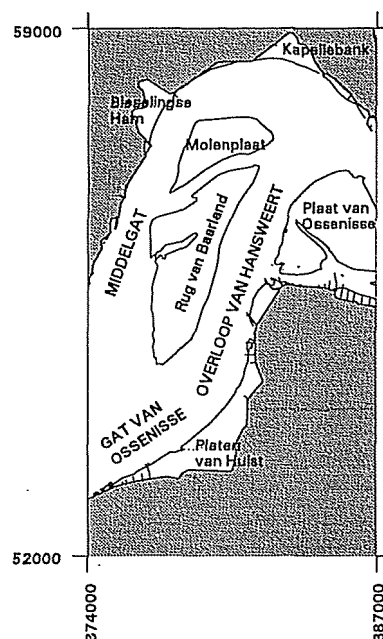 59000
Kapellebank
Biezelingse
Ham
Molenplaat
Plaat van
Ossenisse
MIDDELGAT
Rug van Baarland
OVERLOOP VAN HANSWEERT
GAT VAN
OSSENISSE
Platen
van Hulst
52000
374000
387000